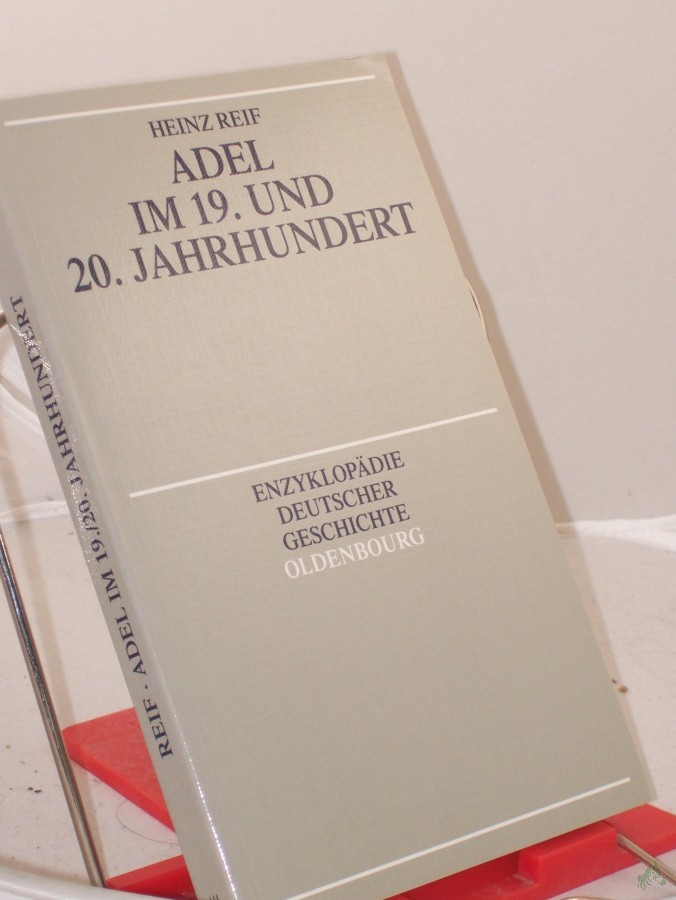 HEINZ REIF
ADEL
IM 19. UND
20. JAHRHUNDERT
ENZYKLOPÄDIE
DEUTSCHER
GESCHICHTE
OLDENBOURG
REIF · ADEL IM 19./20. JAHRHUNDERT